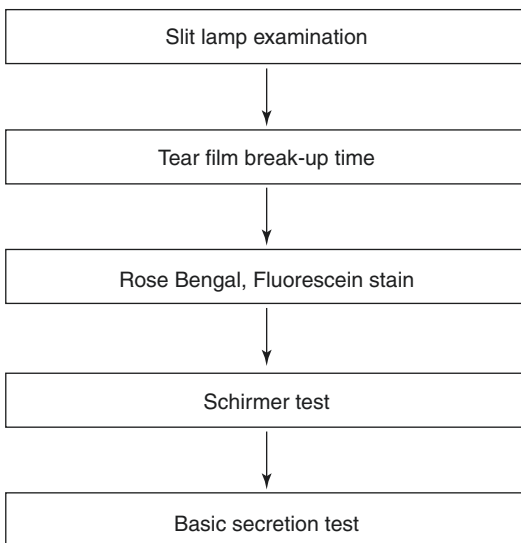 Slit lamp examination
Tear film break-up time
Rose Bengal, Fluorescein stain
Schirmer test
Basic secretion test